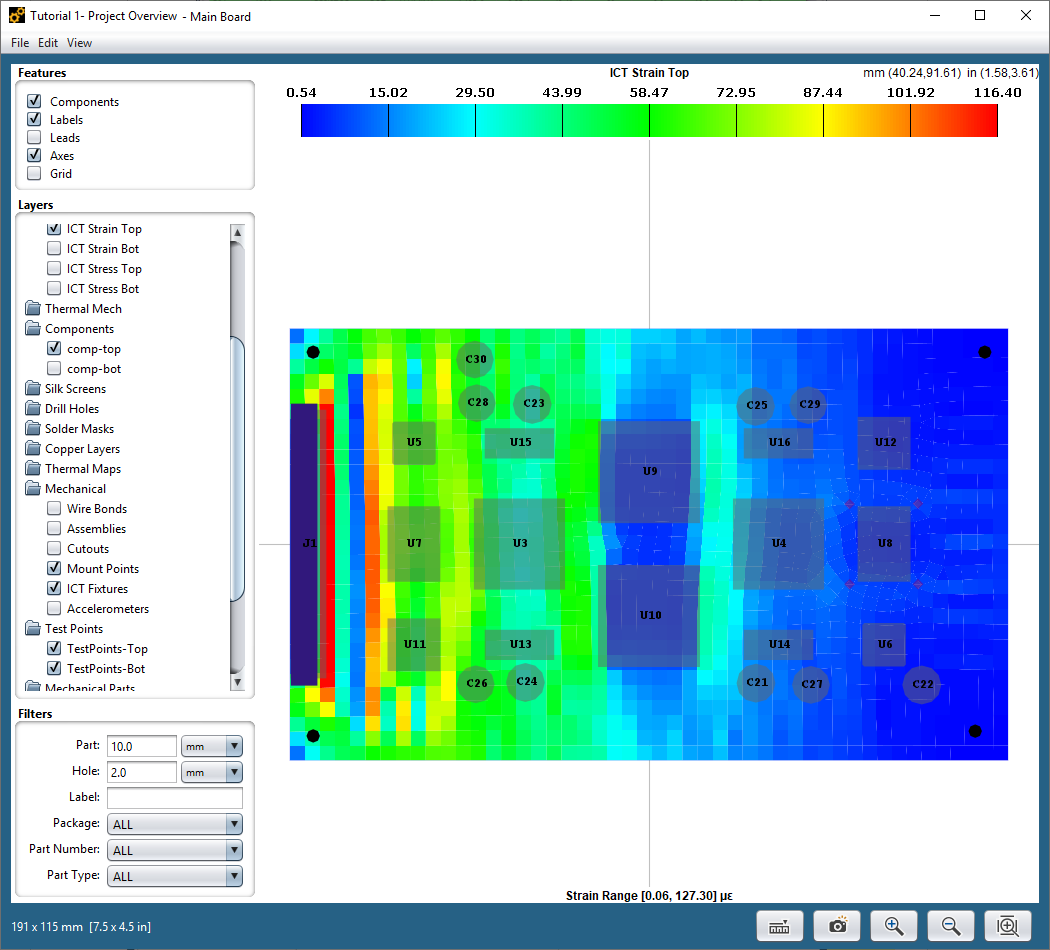 Tutorial 1- Project Overview - Main Board
File Edit View
Features
Components
Labels
Leads
Axes
Grid
Layers
ICT Strain Top
ICT Strain Bot
ICT Stress Top
ICT Stress Bot
Thermal Mech
Components
comp-top
comp-bot
Silk Screens
Drill Holes
Solder Masks
Copper Layers
Thermal Maps
Mechanical
Wire Bonds
Assemblies
Cutouts
Mount Points
ICT Fixtures
Accelerometers
Test Points
TestPoints-Top
TestPoints-Bot
Mechanical Parts
Filters
Part: 10.0 mm
Hole: 2.0 mm
Label:
Package: ALL
Part Number: ALL
Part Type: ALL
ICT Strain Top
mm (40.24,91.61) in (1.58,3.61)
0.54 15.02 29.50 43.99 58.47 72.95 87.44 101.92 116.40
C30
C28 C23 C25 C29
U5 U15 U16 U12
U9
J1 U7 U3 U4 U8
U10
U11 U13 U14 U6
C26 C24 C21 C27 C22
Strain Range [0.06, 127.30] με
191 x 115 mm [7.5 x 4.5 in]